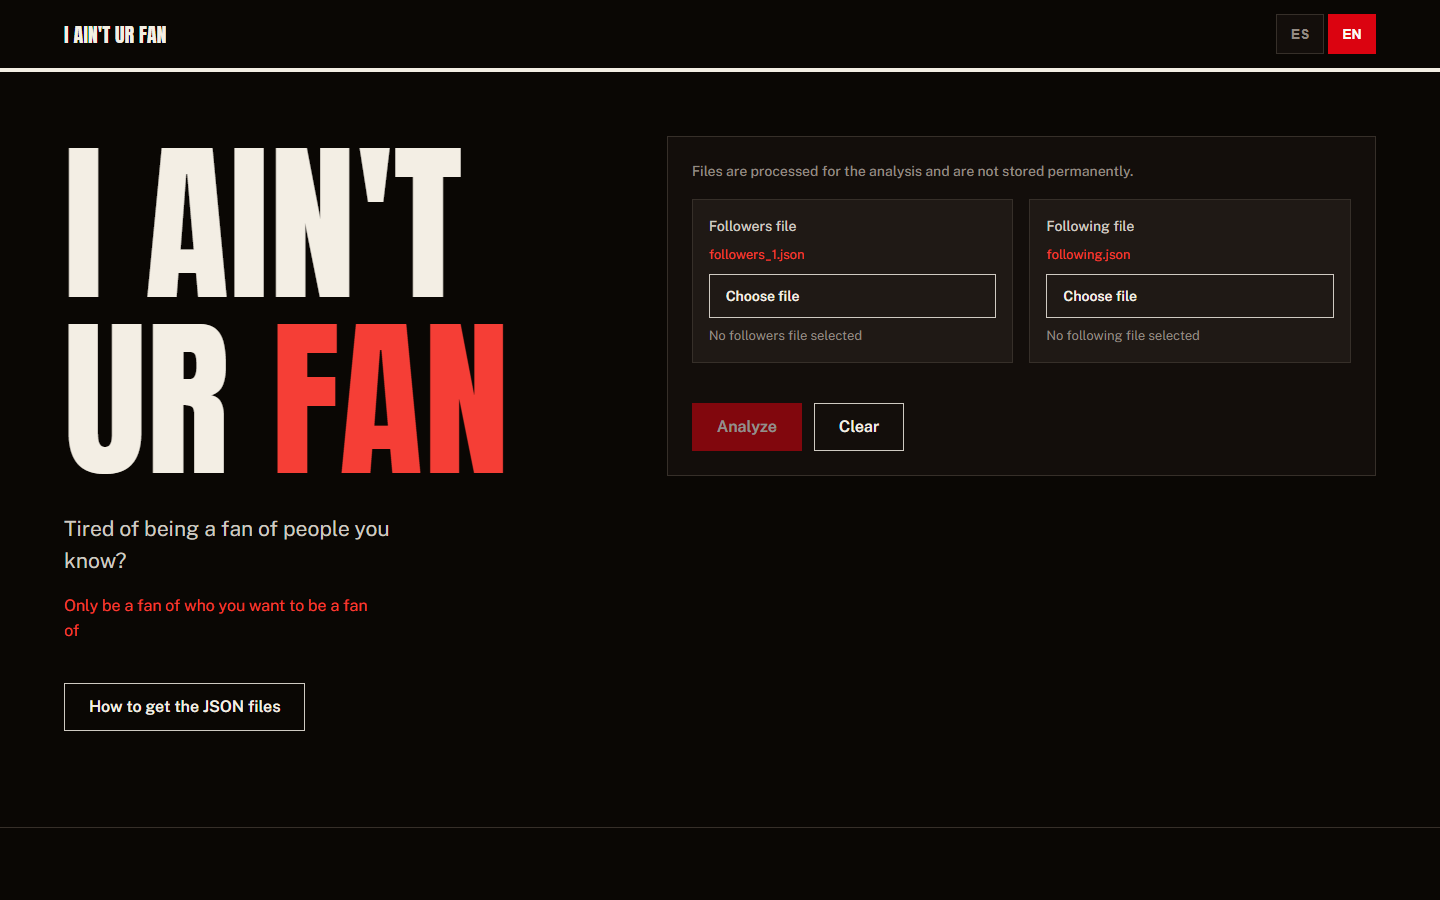 I AIN'T UR FAN
ES
EN
I AIN'T
UR FAN
Tired of being a fan of people you
know?
Only be a fan of who you want to be a fan
of
How to get the JSON files
Files are processed for the analysis and are not stored permanently.
Followers file
followers_1.json
Choose file
No followers file selected
Following file
following.json
Choose file
No following file selected
Analyze
Clear